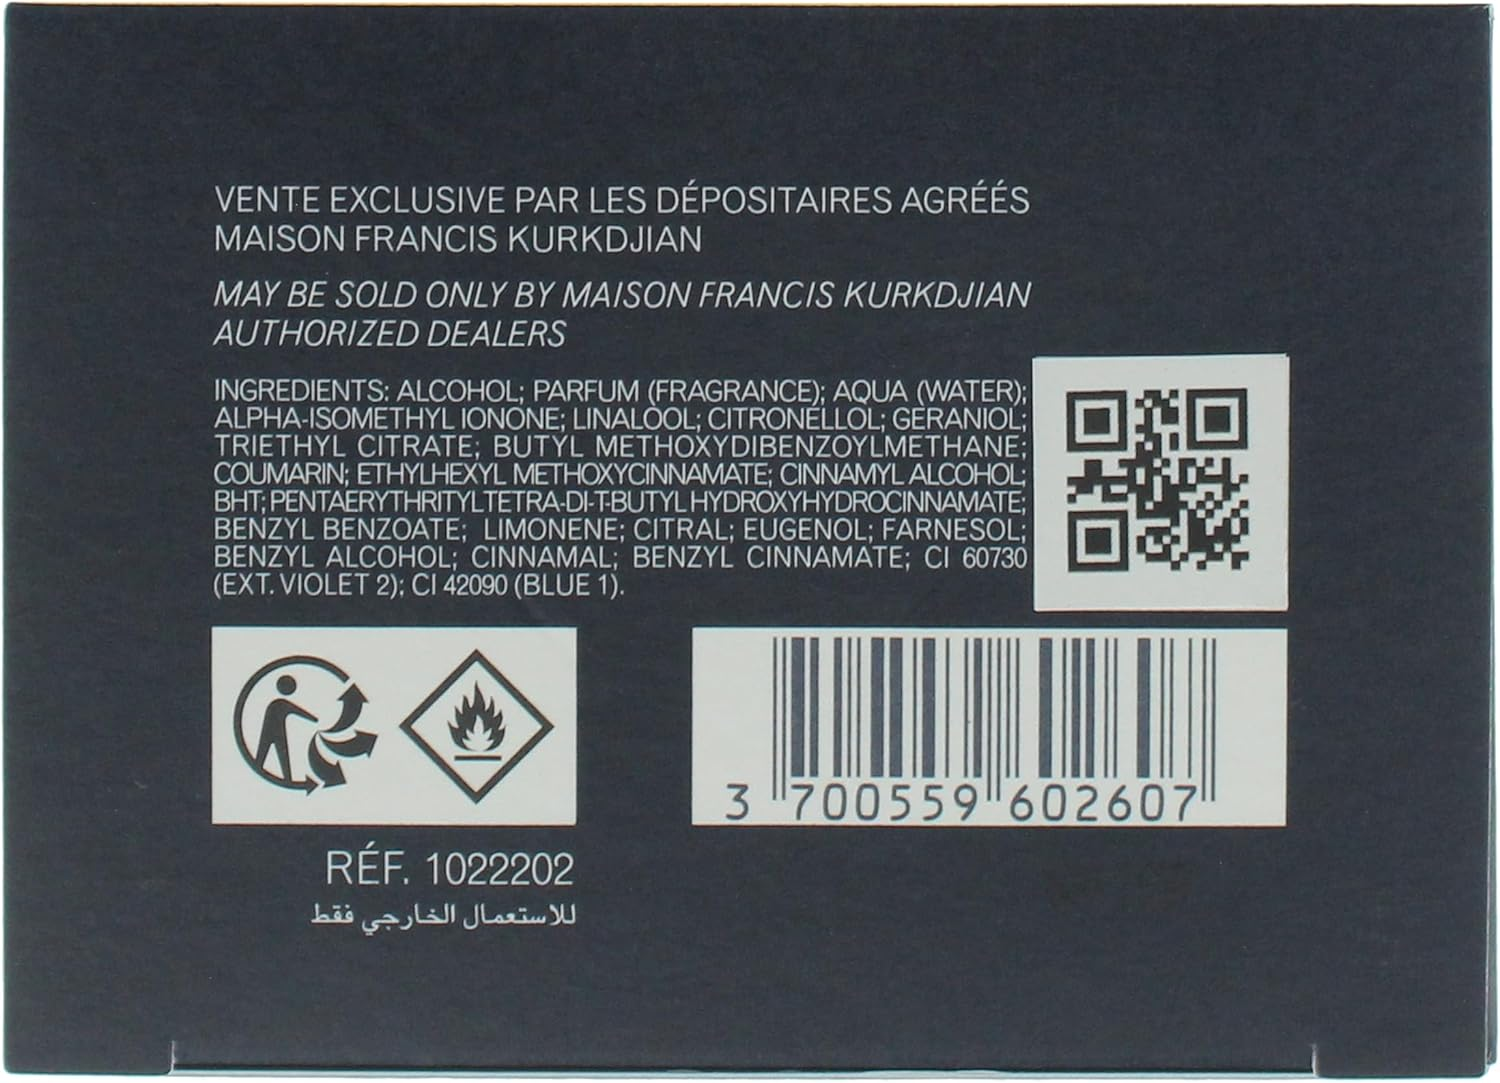 VENTE EXCLUSIVE PAR LES DÉPOSITAIRES AGRÉÉS
MAISON FRANCIS KURKDJIAN
MAY BE SOLD ONLY BY MAISON FRANCIS KURKDJIAN
AUTHORIZED DEALERS
INGREDIENTS: ALCOHOL; PARFUM (FRAGRANCE); AQUA (WATER);
ALPHA-ISOMETHYL IONONE; LINALOOL; CITRONELLOL; GERANIOL;
TRIETHYL CITRATE; BUTYL METHOXYDIBENZOYLMETHANE;
COUMARIN; ETHYLHEXYL METHOXYCINNAMATE; CINNAMYL ALCOHOL;
BHT; PENTAERYTHRITYL TETRA-DI-T-BUTYL HYDROXYHYDROCINNAMATE;
BENZYL BENZOATE; LIMONENE; CITRAL; EUGENOL; FARNESOL;
BENZYL ALCOHOL; CINNAMAL; BENZYL CINNAMATE; CI 60730
(EXT. VIOLET 2); CI 42090 (BLUE 1).
3 700559 602607
RÉF. 1022202
للاستعمال الخارجي فقط